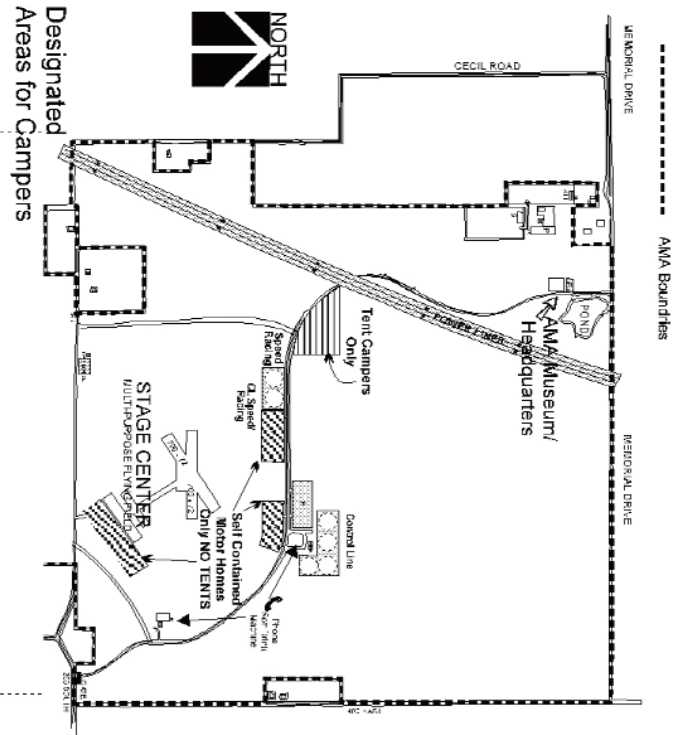 Designated
Areas for Campers
NORTH
MEMORIAL DRIVE
AMA Boundries
CECIL ROAD
POND
AMA Museum/
Headquarters
POWER LINES
MEMORIAL DRIVE
Tent Campers
Only
Speed
Racing
CL Speed/
Racing
Control Line
STAGE CENTER
MULTI-PURPOSE FLYING FIELD
Self Contained
Motor Homes
Only NO TENTS
Phone
Machine